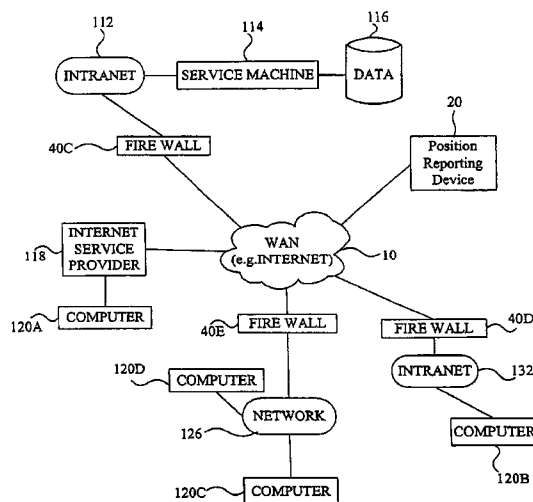 112
114
116
INTRANET
SERVICE MACHINE
DATA
20
40C
FIRE WALL
Position
Reporting
Device
INTERNET
SERVICE
PROVIDER
118
WAN
(e.g.INTERNET)
10
120A
COMPUTER
40E
FIRE WALL
FIRE WALL
40D
120D
COMPUTER
INTRANET
132
NETWORK
126
COMPUTER
120B
120C
COMPUTER